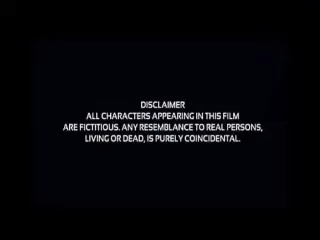 DISCLAIMER
ALL CHARACTERS APPEARING IN THIS FILM
ARE FICTITIOUS. ANY RESEMBLANCE TO REAL PERSONS,
LIVING OR DEAD, IS PURELY COINCIDENTAL.